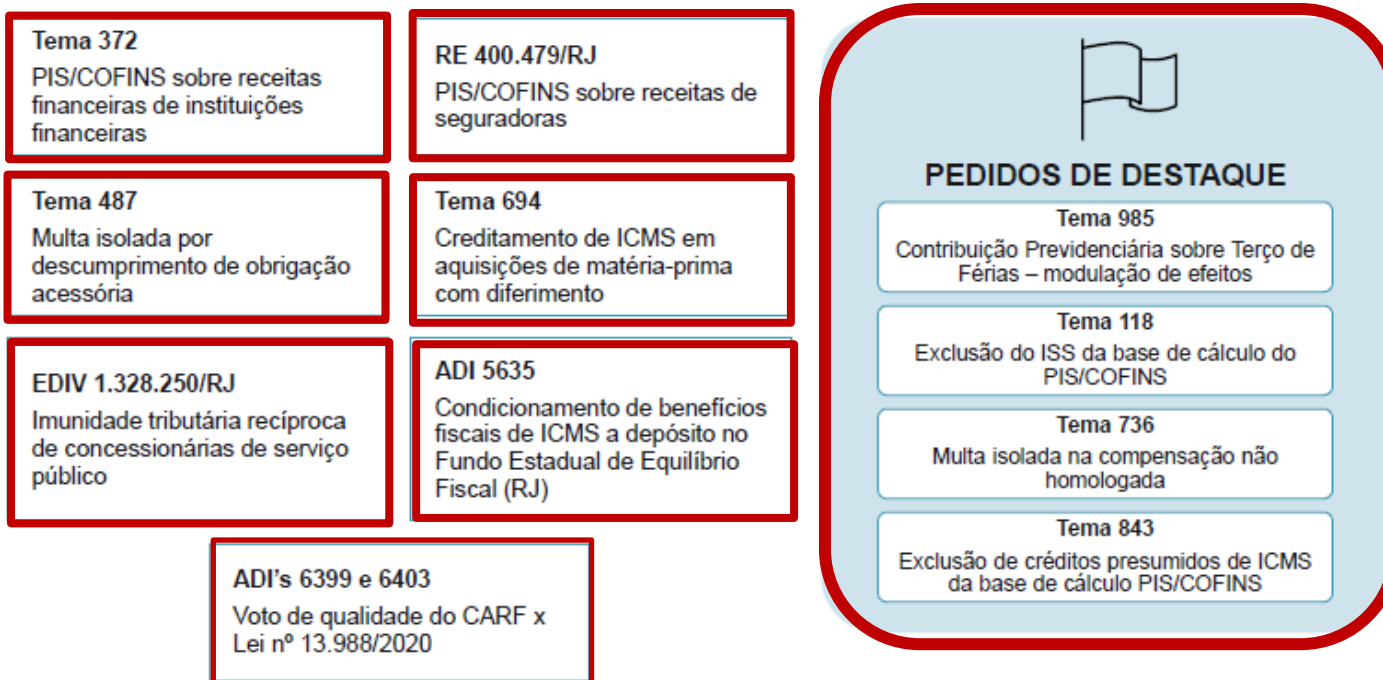 Tema 372
PIS/COFINS sobre receitas
financeiras de instituições
financeiras
RE 400.479/RJ
PIS/COFINS sobre receitas de
seguradoras
Tema 487
Multa isolada por
descumprimento de obrigação
acessória
Tema 694
Creditamento de ICMS em
aquisições de matéria-prima
com diferimento
EDIV 1.328.250/RJ
Imunidade tributária recíproca
de concessionárias de serviço
público
ADI 5635
Condicionamento de benefícios
fiscais de ICMS a depósito no
Fundo Estadual de Equilíbrio
Fiscal (RJ)
ADI's 6399 e 6403
Voto de qualidade do CARF x
Lei nº 13.988/2020
PEDIDOS DE DESTAQUE
Tema 985
Contribuição Previdenciária sobre Terço de
Férias – modulação de efeitos
Tema 118
Exclusão do ISS da base de cálculo do
PIS/COFINS
Tema 736
Multa isolada na compensação não
homologada
Tema 843
Exclusão de créditos presumidos de ICMS
da base de cálculo PIS/COFINS